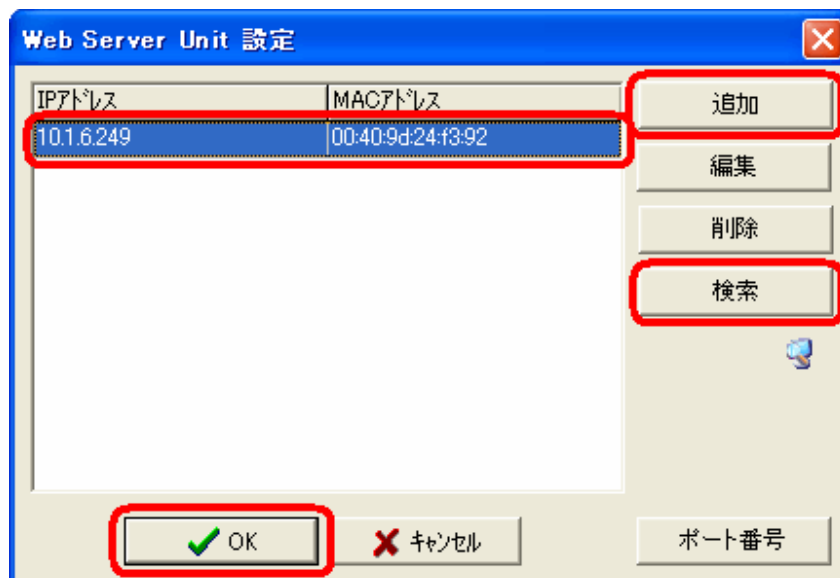 Web Server Unit 設定
IPｱﾄﾞﾚｽ MACｱﾄﾞﾚｽ
10.1.6.249 00:40:9d:24:f3:92
追加
編集
削除
検索
OK ｷｬﾝｾﾙ ポート番号